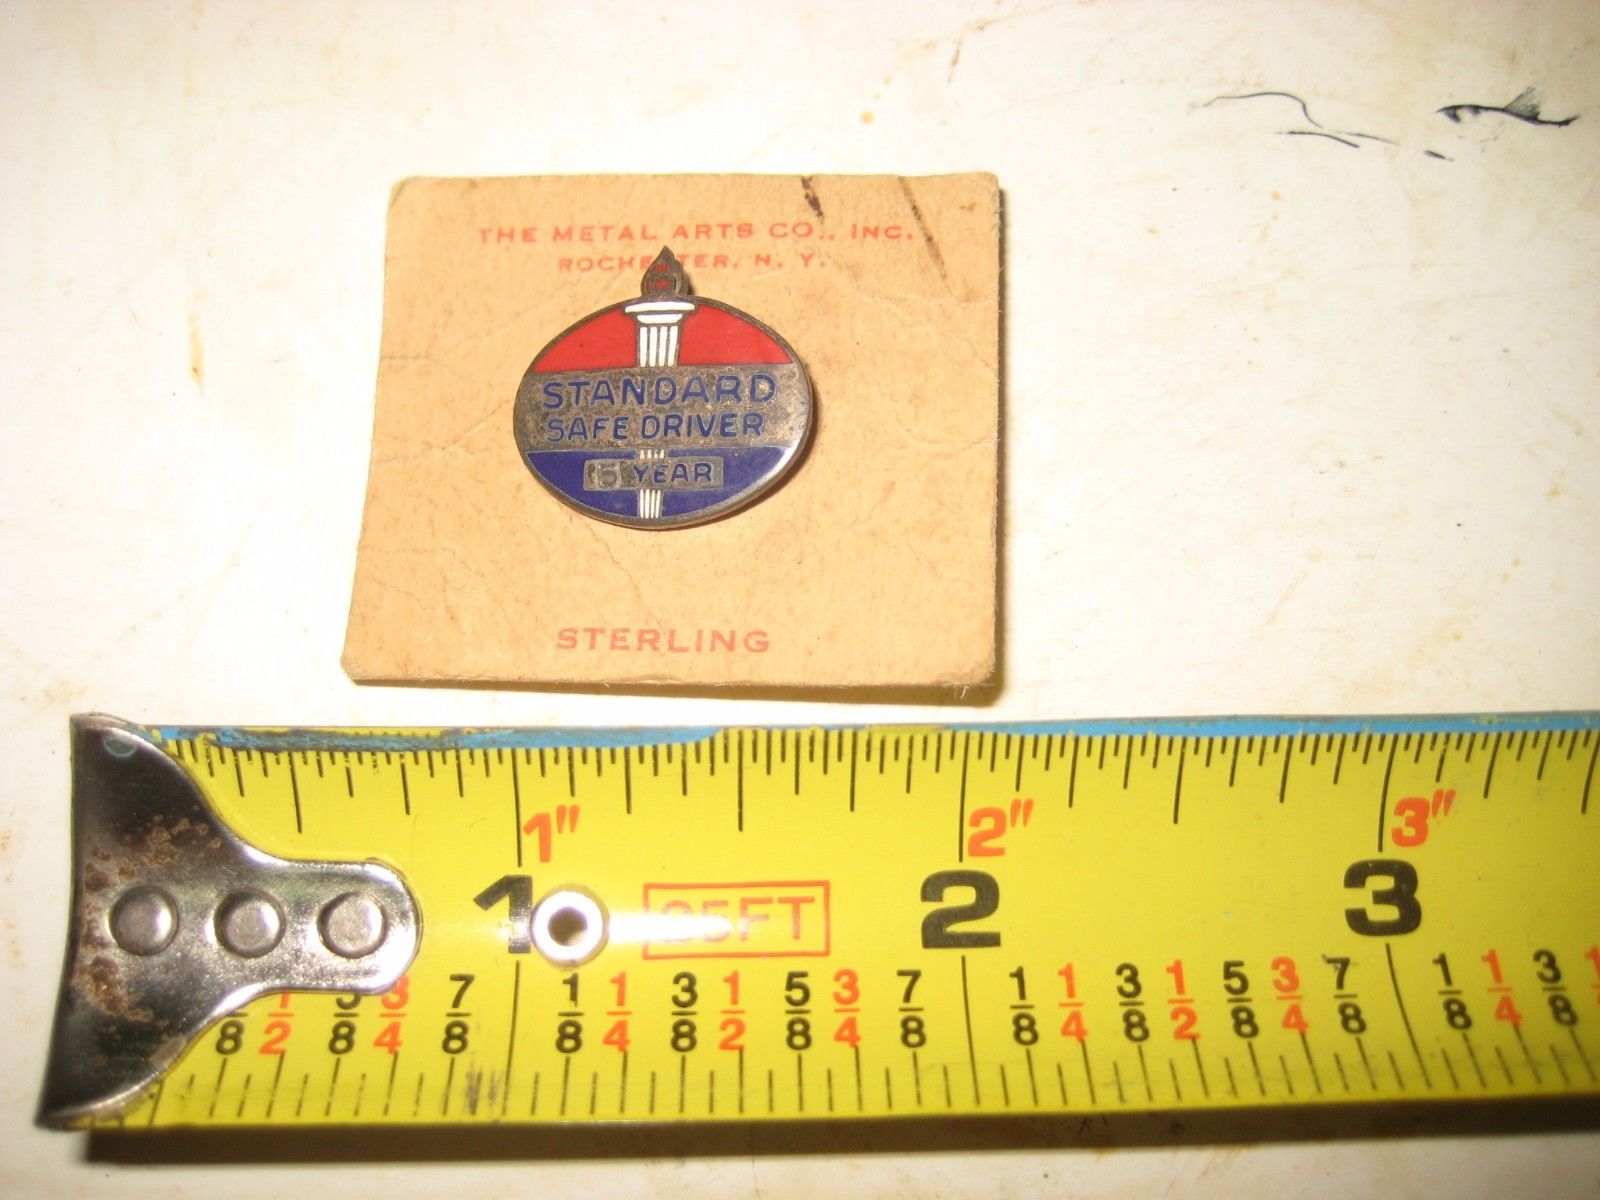 THE METAL ARTS CO., INC.
ROCHESTER, N. Y.
STANDARD
SAFE DRIVER
5 YEAR
STERLING
1" 2" 3"
1 25FT 2 3
7/8 1/2 5/8 3/4 7/8 1/8 1/4 3/8 1/2 5/8 3/4 7/8 1/8 1/4 3/8 1/2 5/8 3/4 7/8 1/8 1/4 3/8